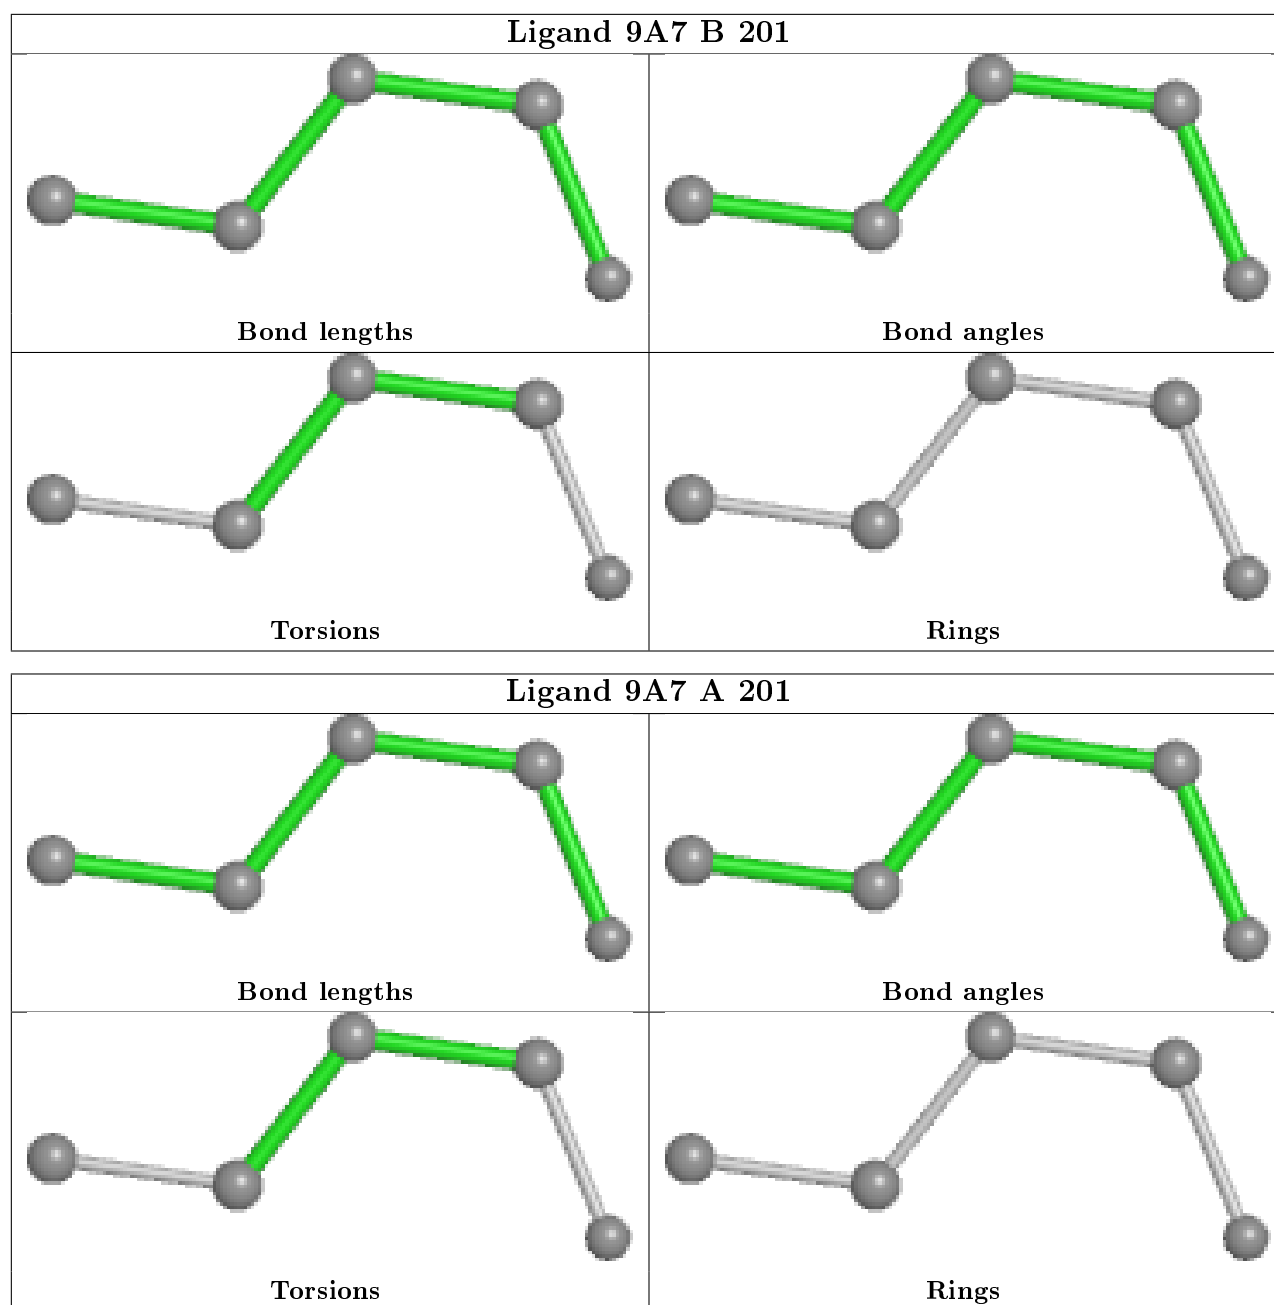 Ligand 9A7 B 201
Bond lengths
Bond angles
Torsions
Rings
Ligand 9A7 A 201
Bond lengths
Bond angles
Torsions
Rings